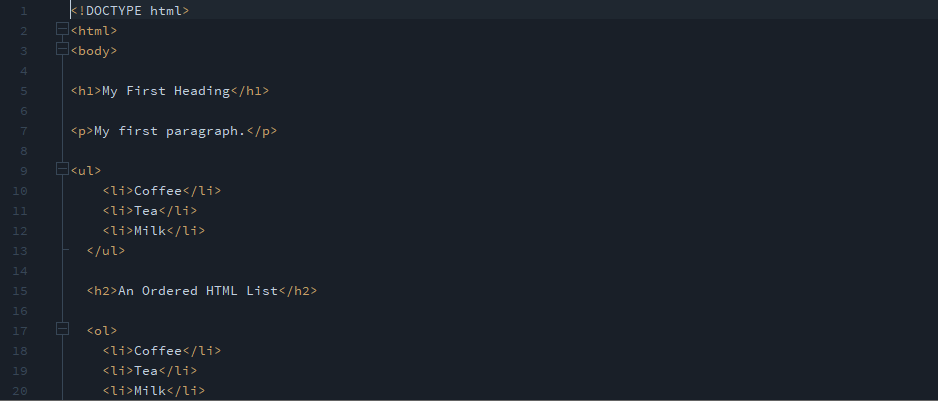 1 <!DOCTYPE html>
2 <html>
3 <body>
4
5 <h1>My First Heading</h1>
6
7 <p>My first paragraph.</p>
8
9 <ul>
10 <li>Coffee</li>
11 <li>Tea</li>
12 <li>Milk</li>
13 </ul>
14
15 <h2>An Ordered HTML List</h2>
16
17 <ol>
18 <li>Coffee</li>
19 <li>Tea</li>
20 <li>Milk</li>